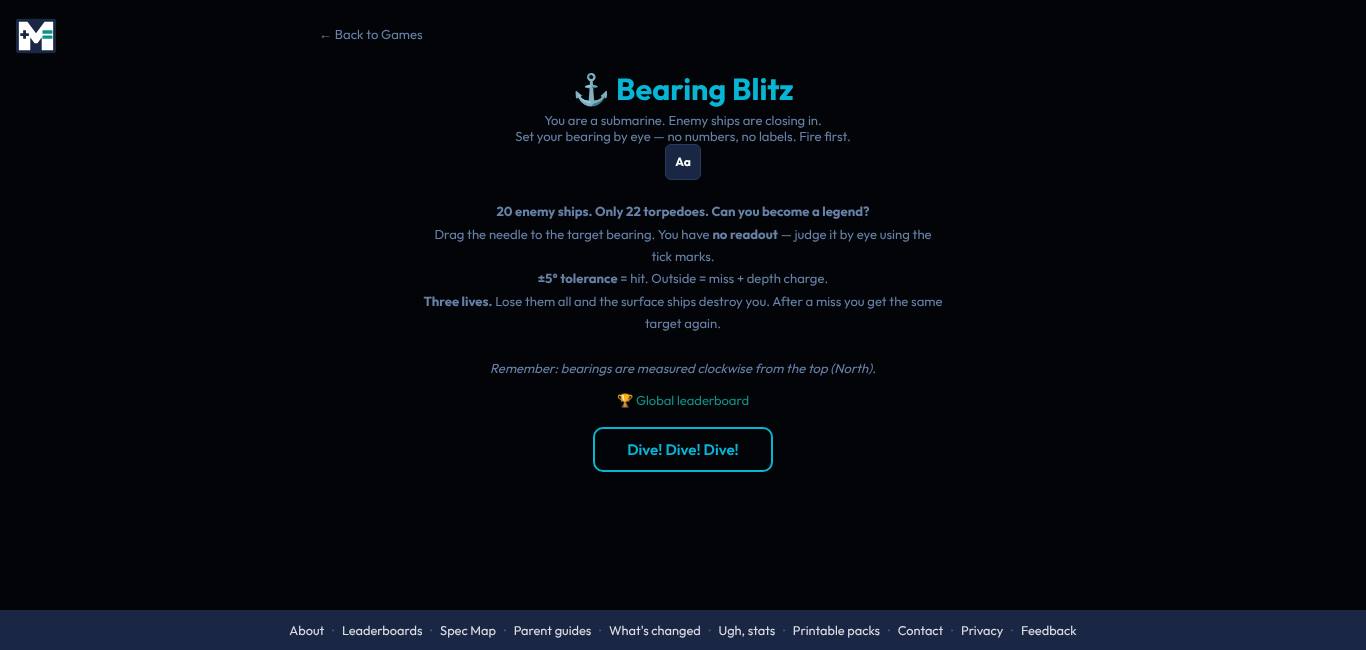 ← Back to Games
⚓ Bearing Blitz
You are a submarine. Enemy ships are closing in.
Set your bearing by eye — no numbers, no labels. Fire first.
Aa
20 enemy ships. Only 22 torpedoes. Can you become a legend?
Drag the needle to the target bearing. You have no readout — judge it by eye using the
tick marks.
±5° tolerance = hit. Outside = miss + depth charge.
Three lives. Lose them all and the surface ships destroy you. After a miss you get the same
target again.
Remember: bearings are measured clockwise from the top (North).
🏆 Global leaderboard
Dive! Dive! Dive!
About · Leaderboards · Spec Map · Parent guides · What's changed · Ugh, stats · Printable packs · Contact · Privacy · Feedback